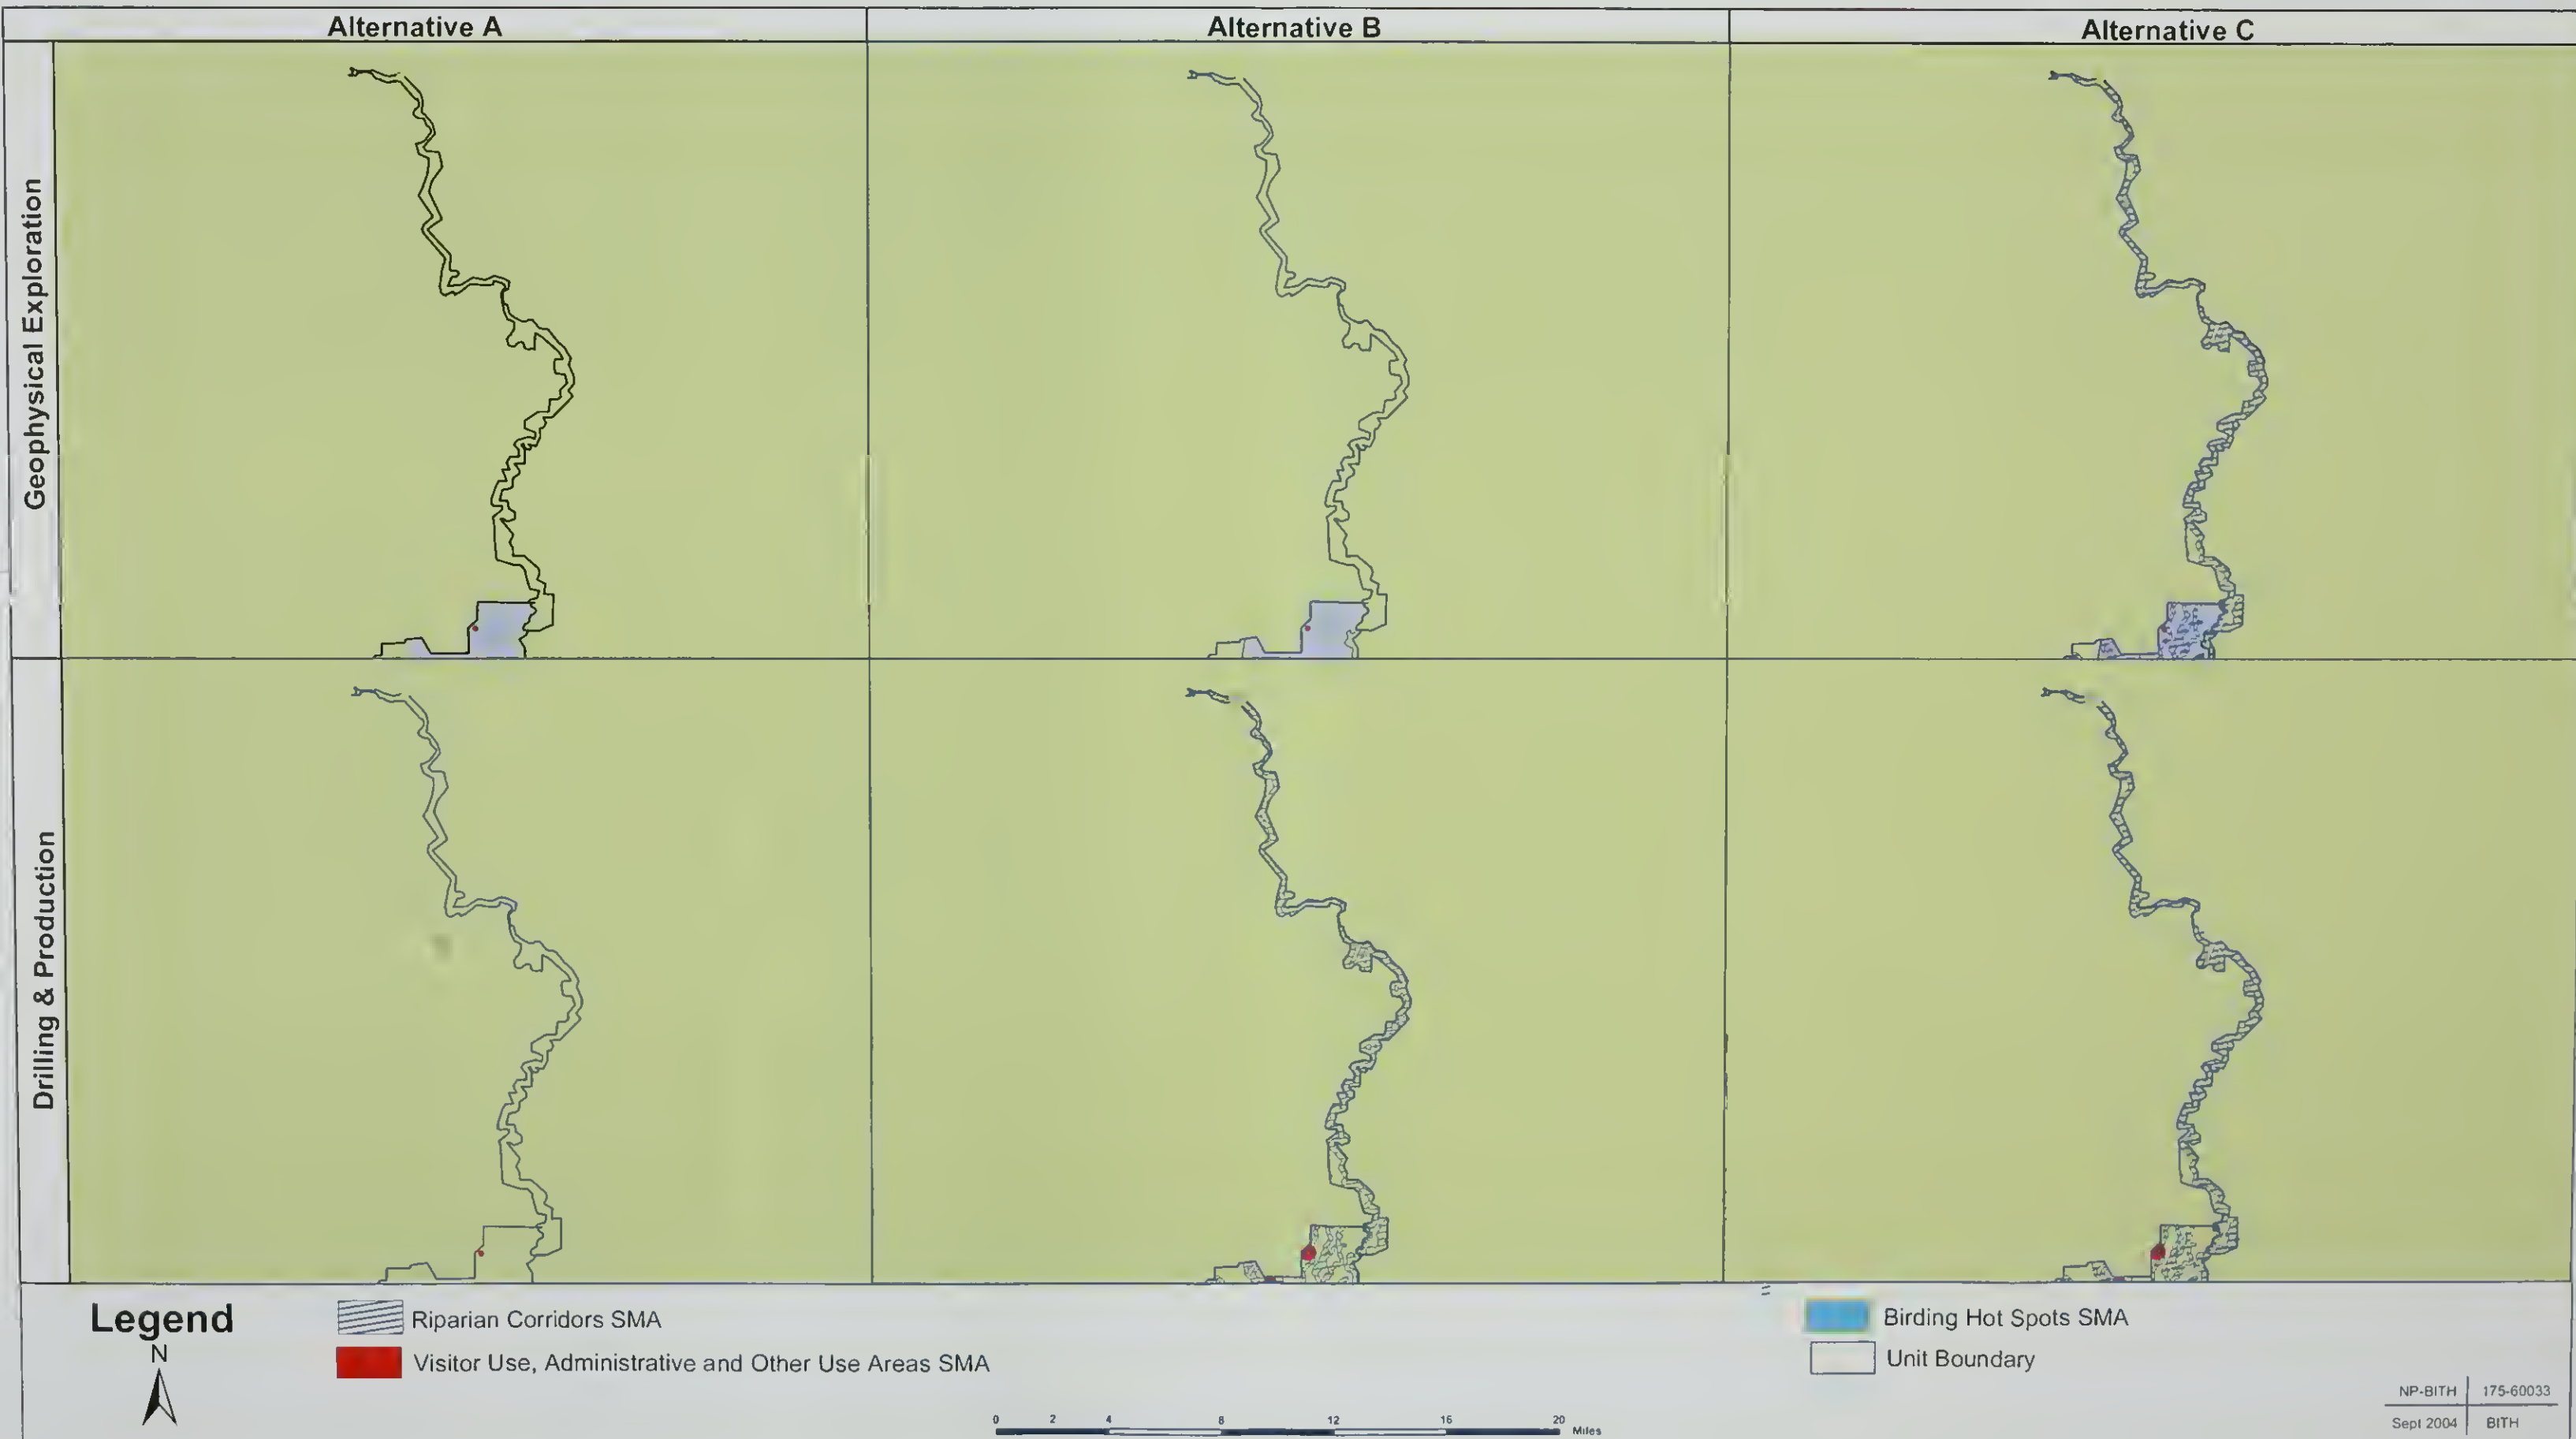 Alternative A
Alternative B
Alternative C
Geophysical Exploration
Drilling & Production
Legend
N
Riparian Corridors SMA
Visitor Use, Administrative and Other Use Areas SMA
Birding Hot Spots SMA
Unit Boundary
0 2 4 8 12 16 20 Miles
NP-BITH 175-60033
Sept 2004 BITH